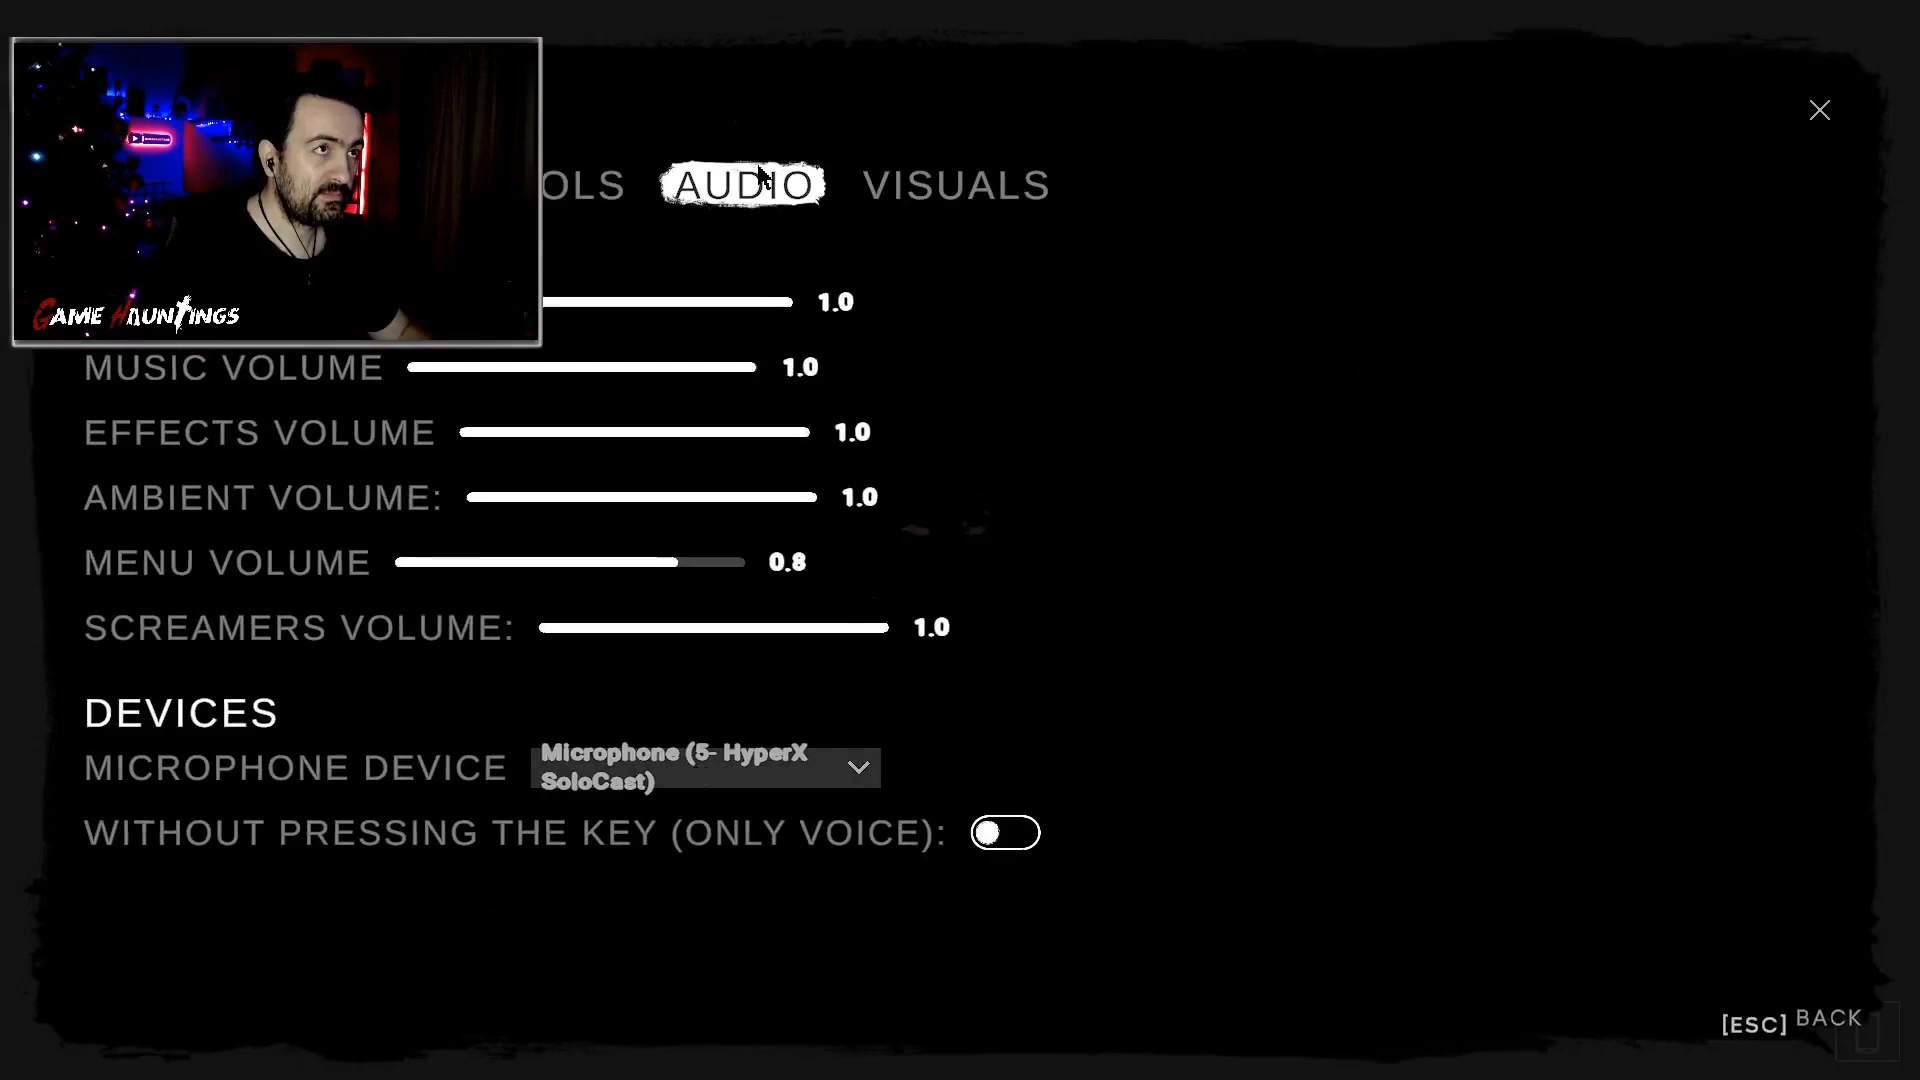 GAME HAUNTINGS
OLS AUDIO VISUALS
1.0
MUSIC VOLUME 1.0
EFFECTS VOLUME 1.0
AMBIENT VOLUME: 1.0
MENU VOLUME 0.8
SCREAMERS VOLUME: 1.0
DEVICES
MICROPHONE DEVICE Microphone (5- HyperX
SoloCast)
WITHOUT PRESSING THE KEY (ONLY VOICE):
[ESC] BACK